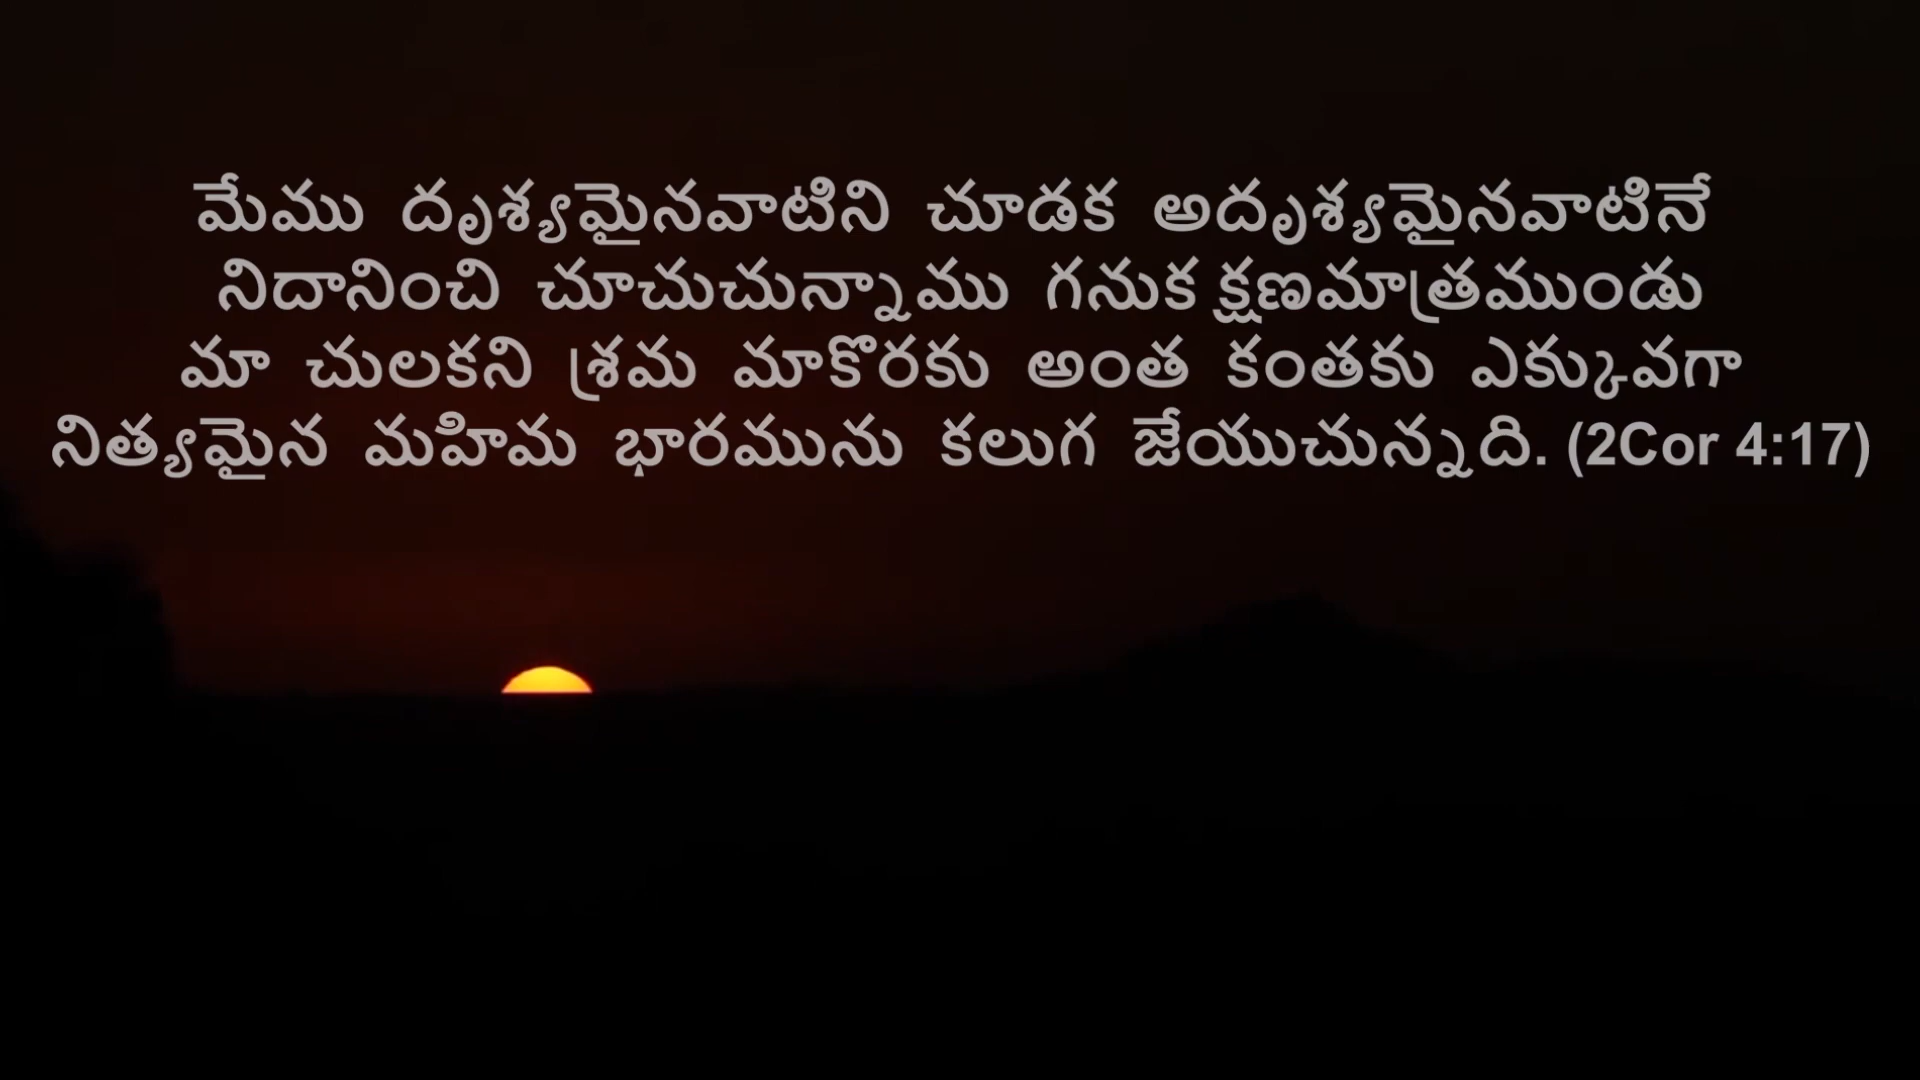 మేము దృశ్యమైనవాటిని చూడక అదృశ్యమైనవాటినే
నిదానించి చూచుచున్నాము గనుక క్షణమాత్రముండు
మా చులకని శ్రమ మాకొరకు అంత కంతకు ఎక్కువగా
నిత్యమైన మహిమ భారమును కలుగ జేయుచున్నది. (2Cor 4:17)